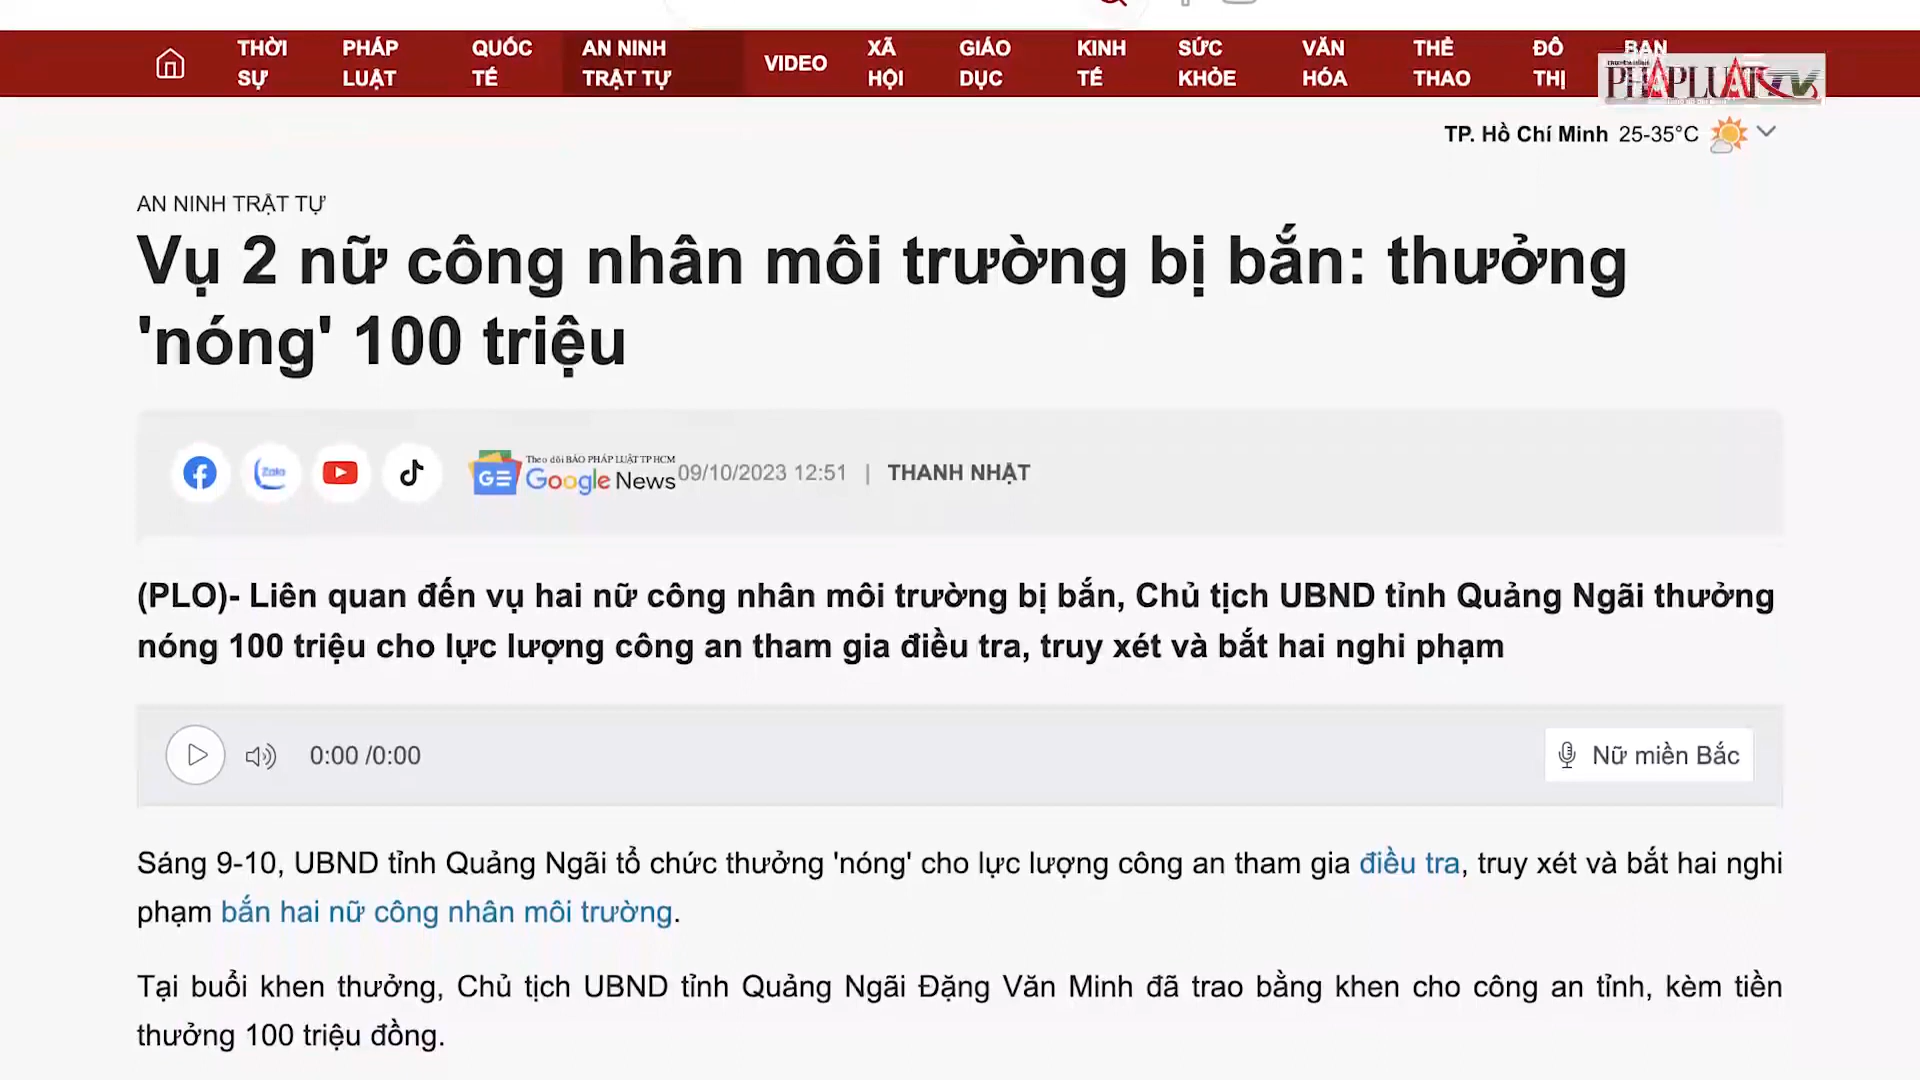 THỜI SỰ
PHÁP LUẬT
QUỐC TẾ
AN NINH TRẬT TỰ
VIDEO
XÃ HỘI
GIÁO DỤC
KINH TẾ
SỨC KHỎE
VĂN HÓA
THỂ THAO
ĐÔ THỊ
BẠN
PHÁPLUẬTTV
TP. Hồ Chí Minh 25-35°C
AN NINH TRẬT TỰ
Vụ 2 nữ công nhân môi trường bị bắn: thưởng
'nóng' 100 triệu
Zalo
GE
Theo dõi BÁO PHÁP LUẬT TP HCM
Google News
09/10/2023 12:51 | THANH NHẬT
(PLO)- Liên quan đến vụ hai nữ công nhân môi trường bị bắn, Chủ tịch UBND tỉnh Quảng Ngãi thưởng
nóng 100 triệu cho lực lượng công an tham gia điều tra, truy xét và bắt hai nghi phạm
0:00 /0:00
Nữ miền Bắc
Sáng 9-10, UBND tỉnh Quảng Ngãi tổ chức thưởng 'nóng' cho lực lượng công an tham gia điều tra, truy xét và bắt hai nghi
phạm bắn hai nữ công nhân môi trường.
Tại buổi khen thưởng, Chủ tịch UBND tỉnh Quảng Ngãi Đặng Văn Minh đã trao bằng khen cho công an tỉnh, kèm tiền
thưởng 100 triệu đồng.